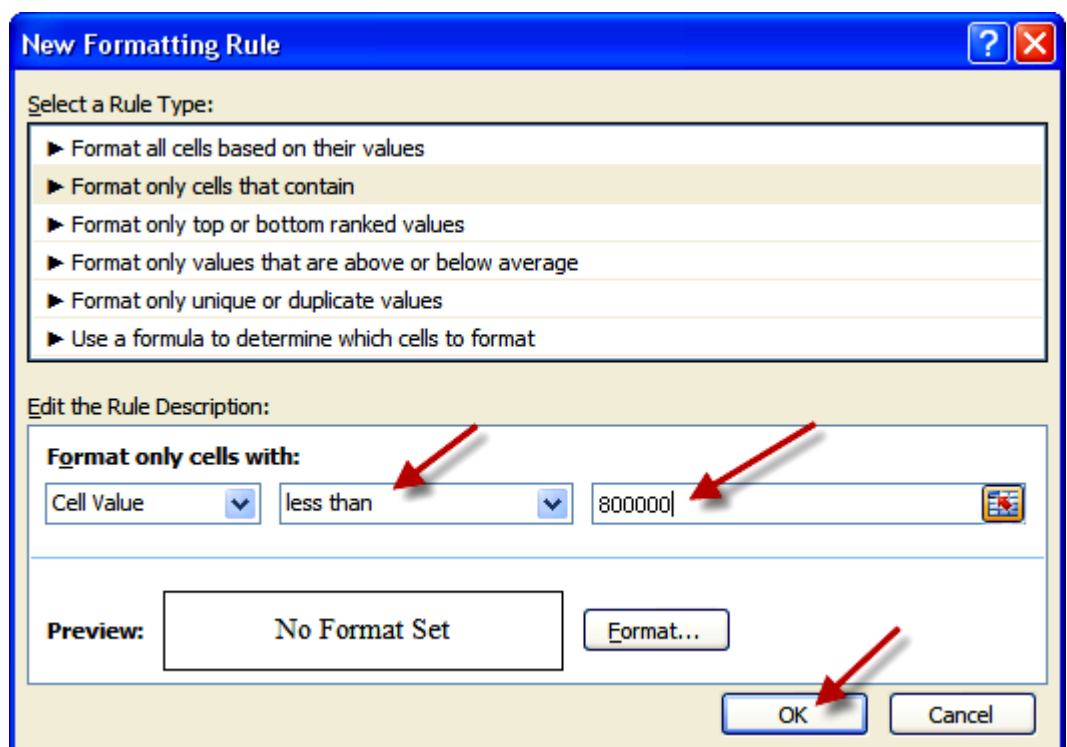 New Formatting Rule
Select a Rule Type:
► Format all cells based on their values
► Format only cells that contain
► Format only top or bottom ranked values
► Format only values that are above or below average
► Format only unique or duplicate values
► Use a formula to determine which cells to format
Edit the Rule Description:
Format only cells with:
Cell Value less than 800000
Preview: No Format Set Format...
OK Cancel